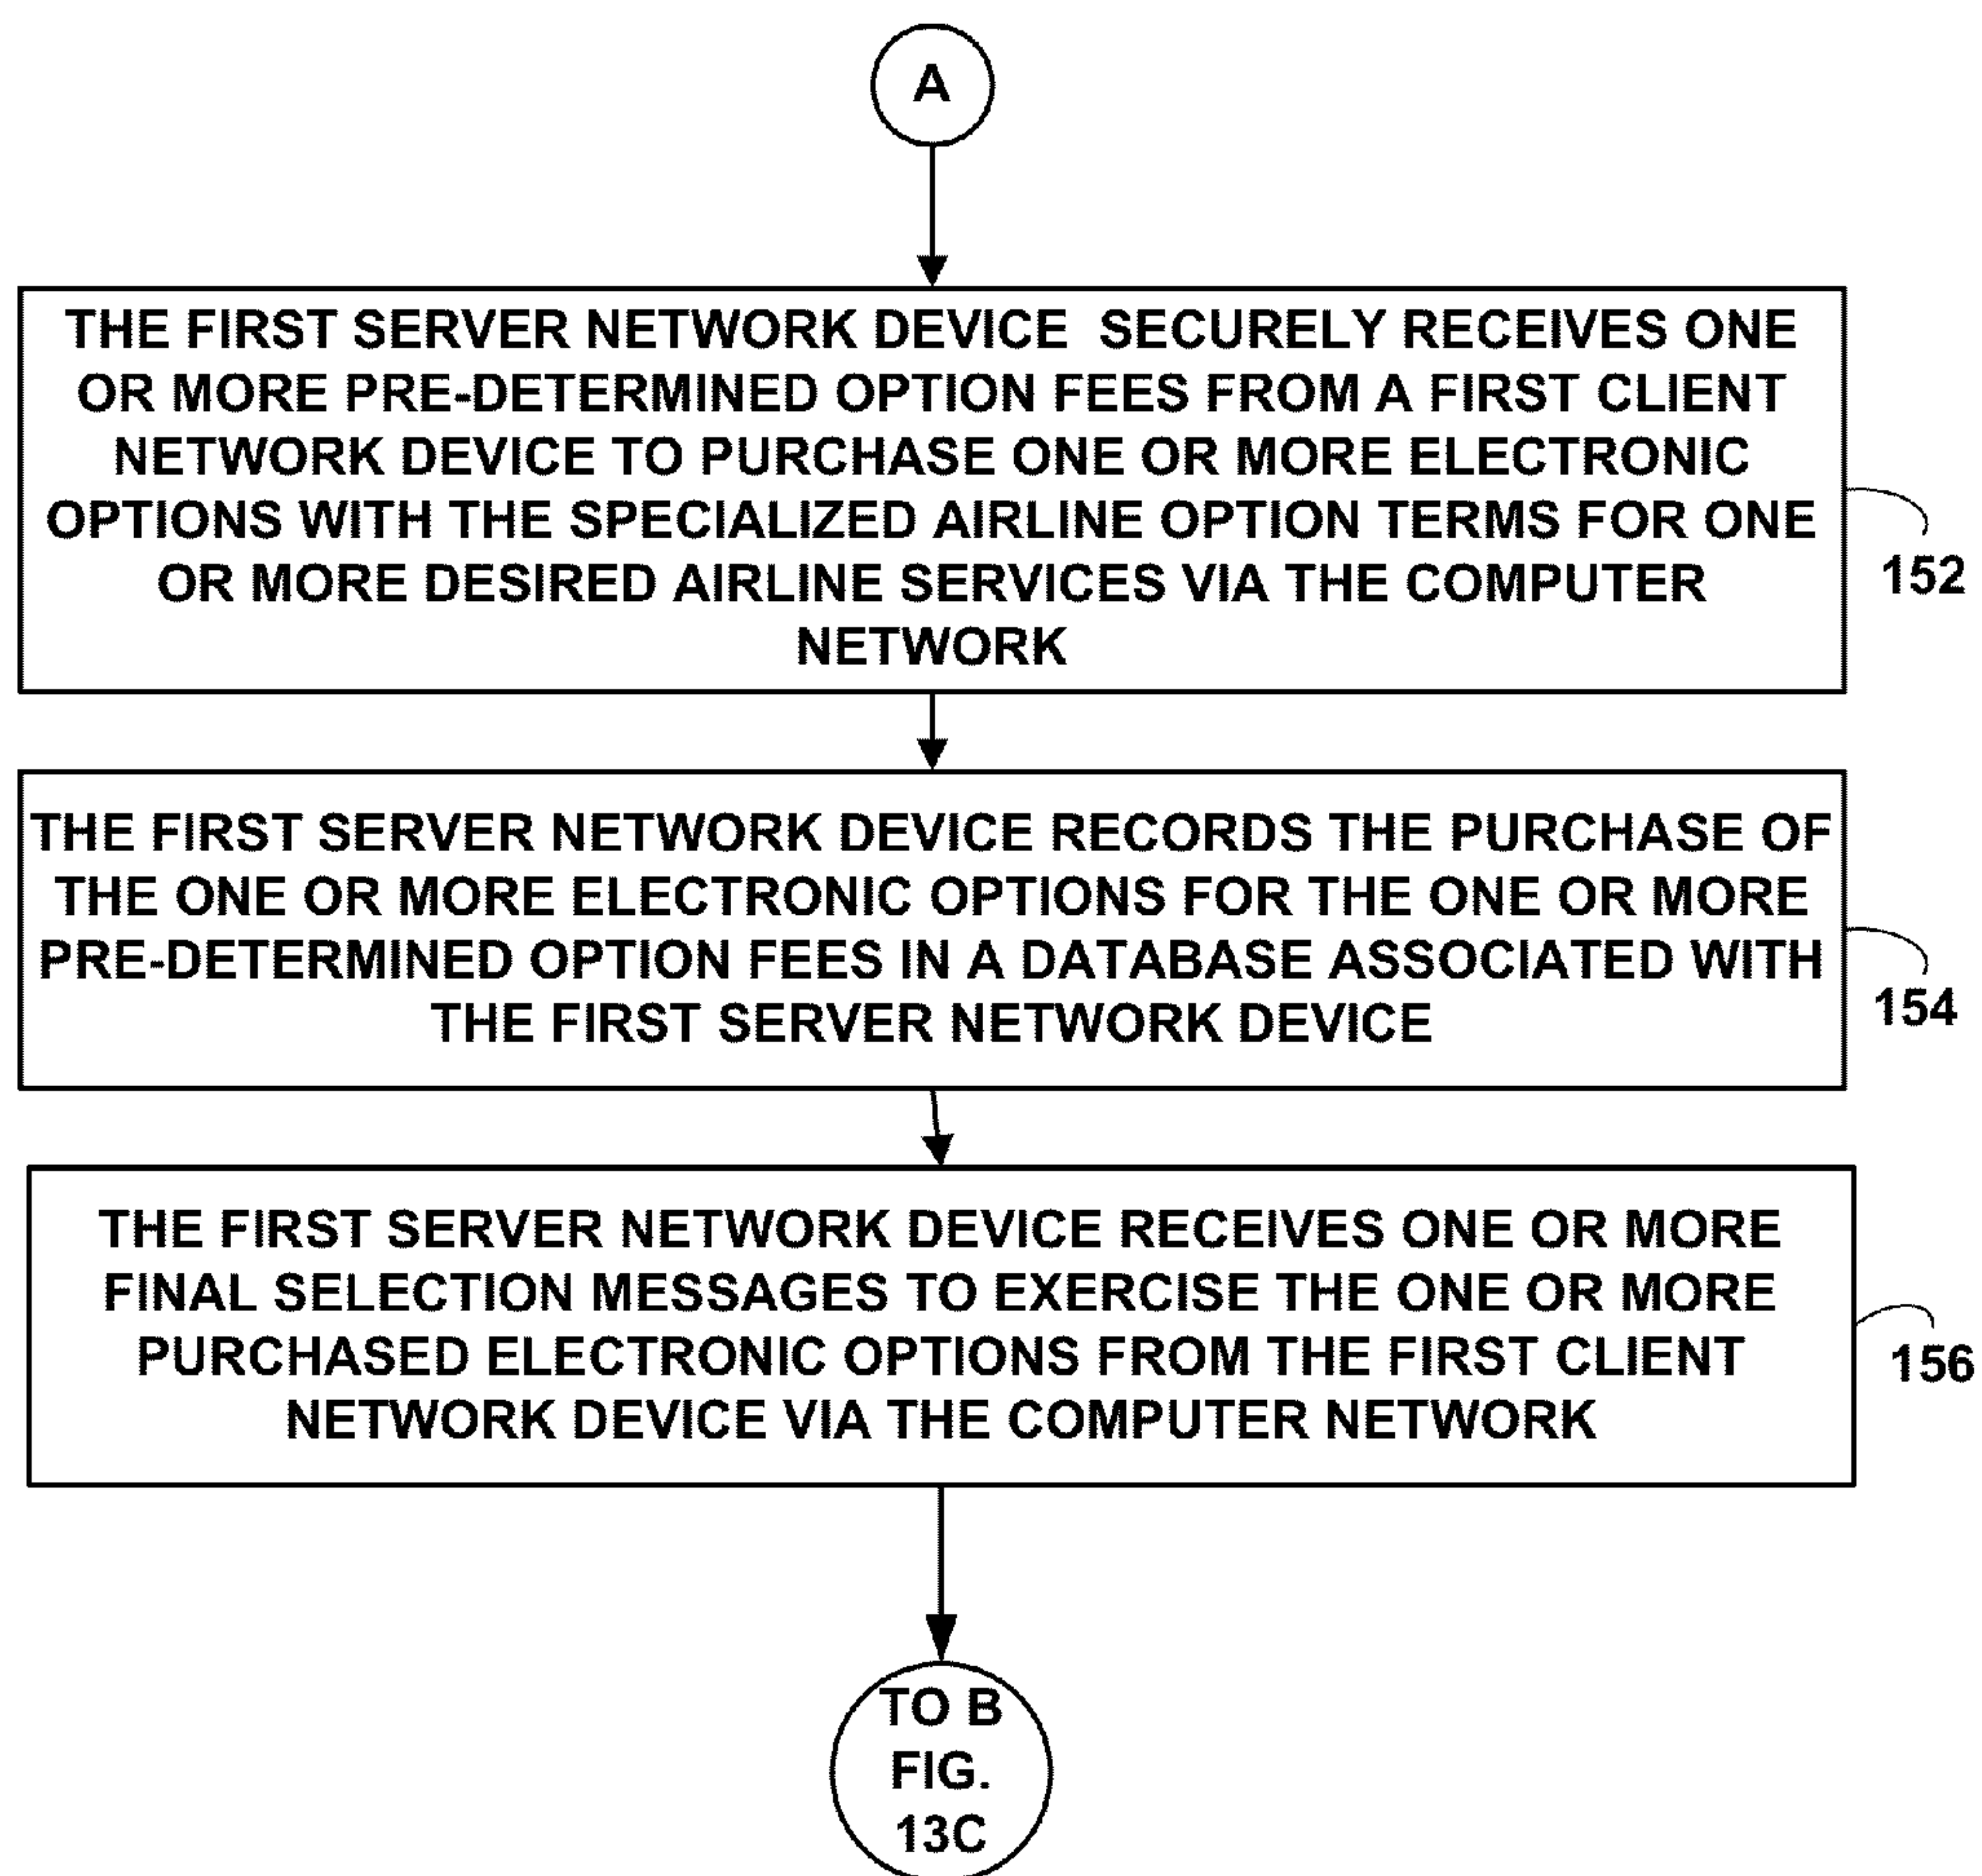 A
THE FIRST SERVER NETWORK DEVICE  SECURELY RECEIVES ONE
OR MORE PRE-DETERMINED OPTION FEES FROM A FIRST CLIENT
NETWORK DEVICE TO PURCHASE ONE OR MORE ELECTRONIC
OPTIONS WITH THE SPECIALIZED AIRLINE OPTION TERMS FOR ONE
OR MORE DESIRED AIRLINE SERVICES VIA THE COMPUTER
NETWORK
152
THE FIRST SERVER NETWORK DEVICE RECORDS THE PURCHASE OF
THE ONE OR MORE ELECTRONIC OPTIONS FOR THE ONE OR MORE
PRE-DETERMINED OPTION FEES IN A DATABASE ASSOCIATED WITH
THE FIRST SERVER NETWORK DEVICE
154
THE FIRST SERVER NETWORK DEVICE RECEIVES ONE OR MORE
FINAL SELECTION MESSAGES TO EXERCISE THE ONE OR MORE
PURCHASED ELECTRONIC OPTIONS FROM THE FIRST CLIENT
NETWORK DEVICE VIA THE COMPUTER NETWORK
156
TO B
FIG.
13C